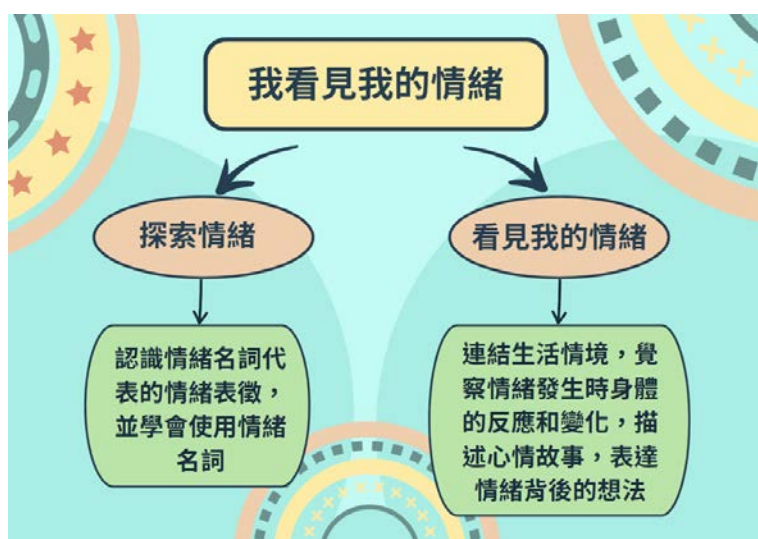 我看見我的情緒
探索情緒
看見我的情緒
認識情緒名詞代
表的情緒表徵，
並學會使用情緒
名詞
連結生活情境，覺
察情緒發生時身體
的反應和變化，描
述心情故事，表達
情緒背後的想法